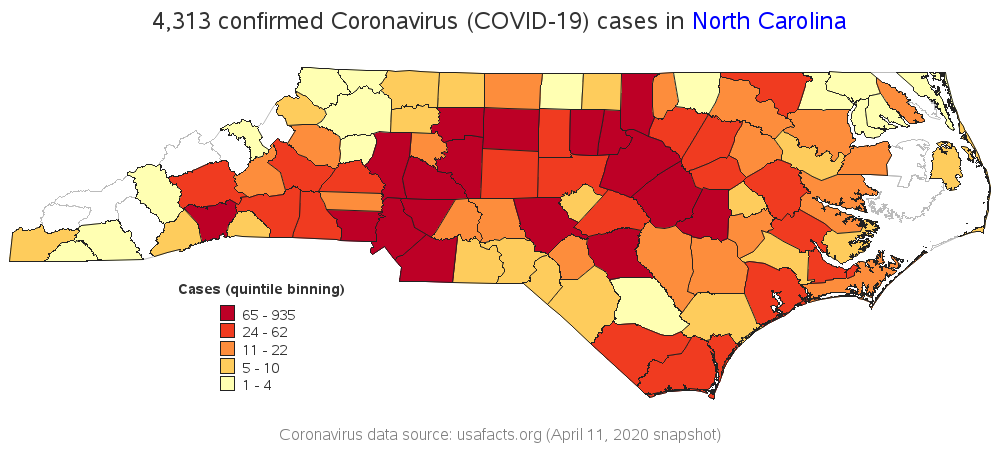 4,313 confirmed Coronavirus (COVID-19) cases in North Carolina
Cases (quintile binning)
65 - 935
24 - 62
11 - 22
5 - 10
1 - 4
Coronavirus data source: usafacts.org (April 11, 2020 snapshot)